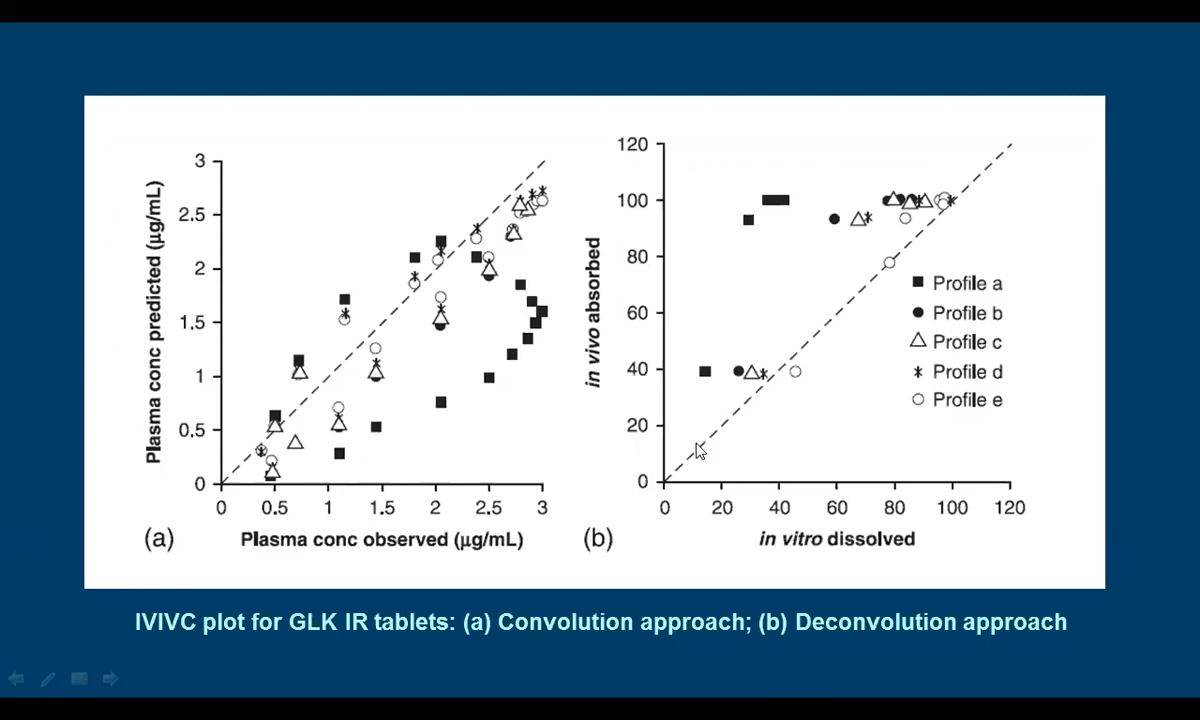 3
2.5
2
1.5
1
0.5
0
Plasma conc predicted (µg/mL)
0 0.5 1 1.5 2 2.5 3
(a) Plasma conc observed (µg/mL)
120
100
80
60
40
20
0
in vivo absorbed
Profile a
Profile b
Profile c
Profile d
Profile e
0 20 40 60 80 100 120
(b) in vitro dissolved
IVIVC plot for GLK IR tablets: (a) Convolution approach; (b) Deconvolution approach